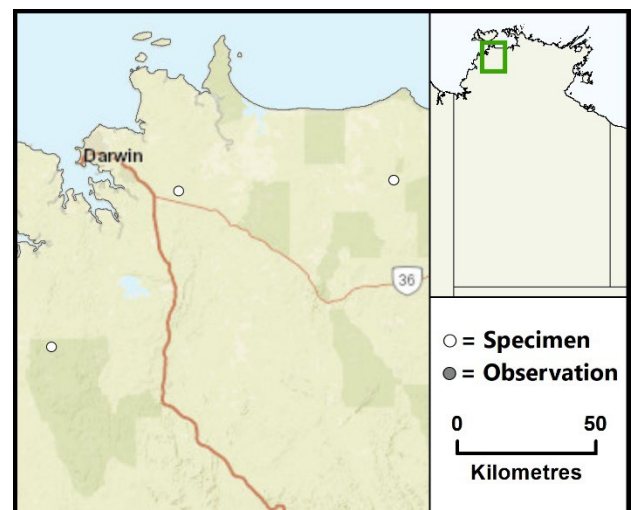 Darwin
36
○ = Specimen
● = Observation
0 50
Kilometres